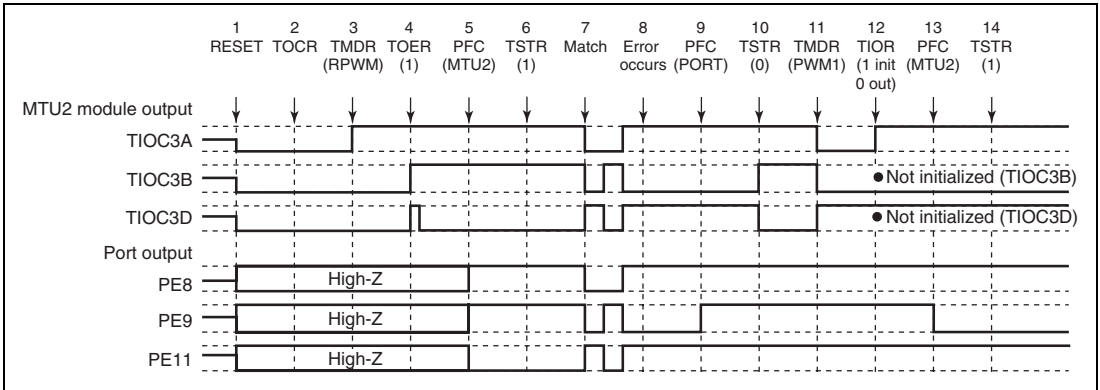 1 2 3 4 5 6 7 8 9 10 11 12 13 14
RESET TOCR TMDR TOER PFC TSTR Match Error PFC TSTR TMDR TIOR PFC TSTR
(RPWM) (1) (MTU2) (1) occurs (PORT) (0) (PWM1) (1 init (MTU2) (1)
0 out)
MTU2 module output
TIOC3A
TIOC3B
● Not initialized (TIOC3B)
TIOC3D
● Not initialized (TIOC3D)
Port output
PE8
High-Z
PE9
High-Z
PE11
High-Z